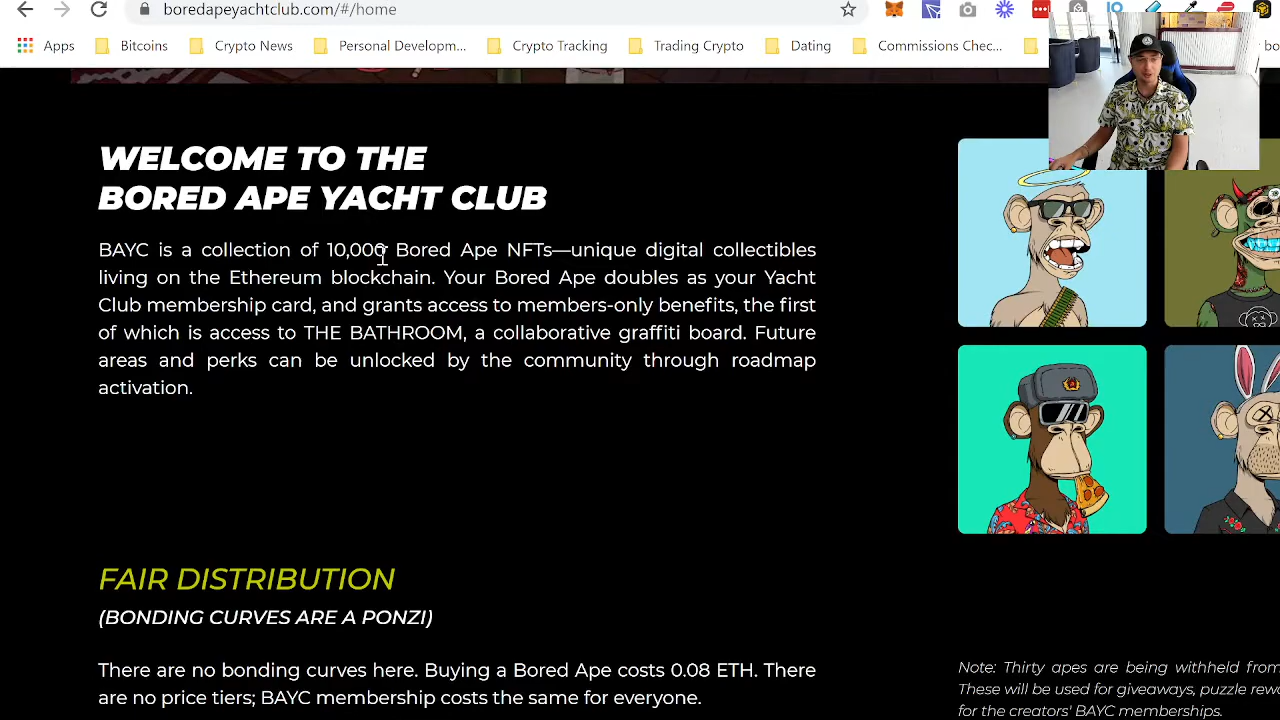 boredapeyachtclub.com/#/home
Apps Bitcoins Crypto News Personal Developm... Crypto Tracking Trading Crypto Dating Commissions Chec...
WELCOME TO THE
BORED APE YACHT CLUB
BAYC is a collection of 10,000 Bored Ape NFTs—unique digital collectibles
living on the Ethereum blockchain. Your Bored Ape doubles as your Yacht
Club membership card, and grants access to members-only benefits, the first
of which is access to THE BATHROOM, a collaborative graffiti board. Future
areas and perks can be unlocked by the community through roadmap
activation.
FAIR DISTRIBUTION
(BONDING CURVES ARE A PONZI)
There are no bonding curves here. Buying a Bored Ape costs 0.08 ETH. There
are no price tiers; BAYC membership costs the same for everyone.
Note: Thirty apes are being withheld from
These will be used for giveaways, puzzle rewa
for the creators' BAYC memberships.